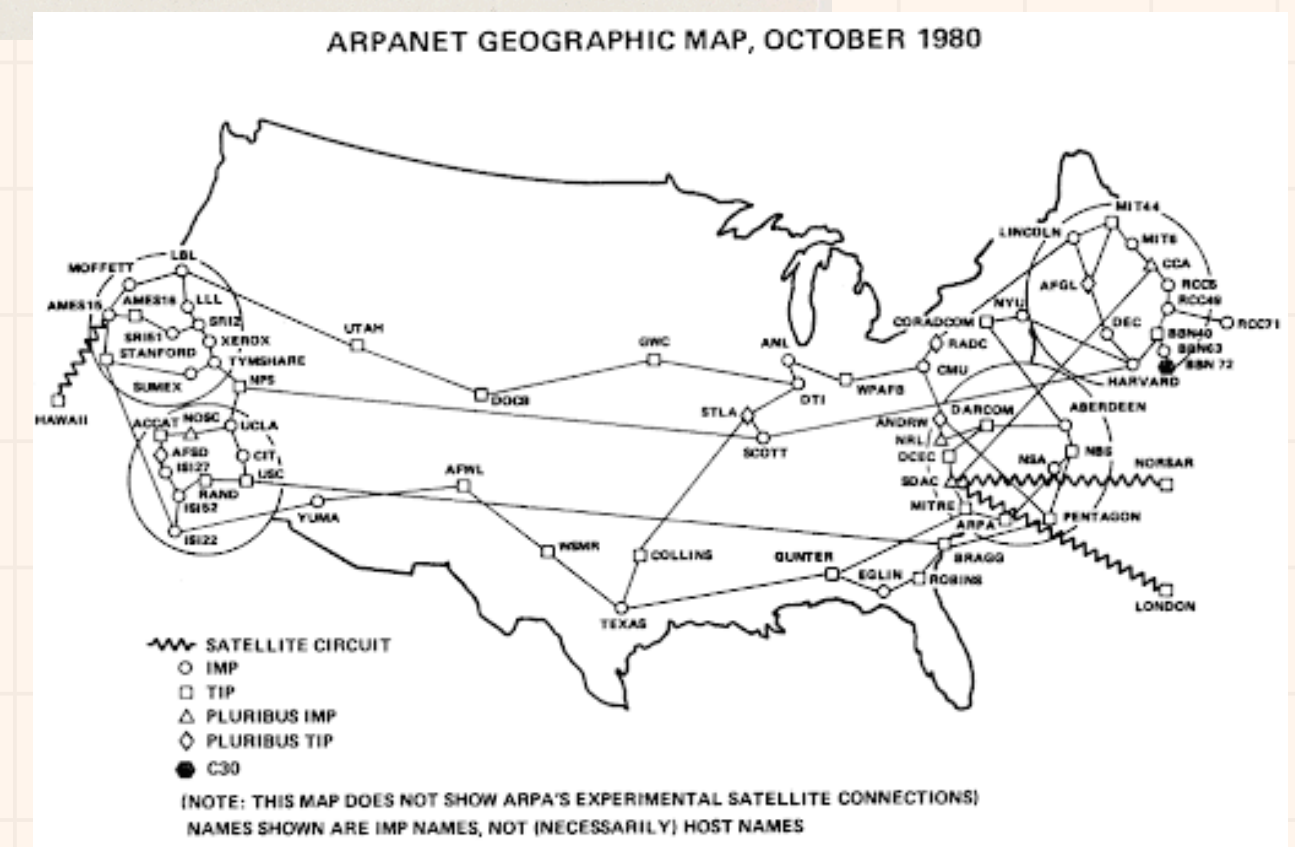 ARPANET GEOGRAPHIC MAP, OCTOBER 1980
MIT44
LINCOLN
MIT6
CCA
AFGL
RCC5
RCC49
RCC71
DEC
BBN40
BBN63
BBN 72
HARVARD
NYU
CORADCOM
RADC
CMU
MOFFETT
LBL
AMES15
AMES16
LLL
SRI2
SRI51
XEROX
STANFORD
TYMSHARE
SUMEX
NPS
HAWAII
UTAH
GWC
DOCB
ANL
DTI
WPAFB
STLA
SCOTT
ACCAT
NOSC
UCLA
AFSD
CIT
ISI27
USC
RAND
ISI52
ISI22
YUMA
AFWL
WSMR
COLLINS
TEXAS
GUNTER
EGLIN
ROBINS
BRAGG
ANDRW
DARCOM
ABERDEEN
NRL
DCEC
NSA
NBS
NORSAR
SDAC
MITRE
ARPA
PENTAGON
LONDON
SATELLITE CIRCUIT
IMP
TIP
PLURIBUS IMP
PLURIBUS TIP
C30
(NOTE: THIS MAP DOES NOT SHOW ARPA'S EXPERIMENTAL SATELLITE CONNECTIONS)
NAMES SHOWN ARE IMP NAMES, NOT (NECESSARILY) HOST NAMES